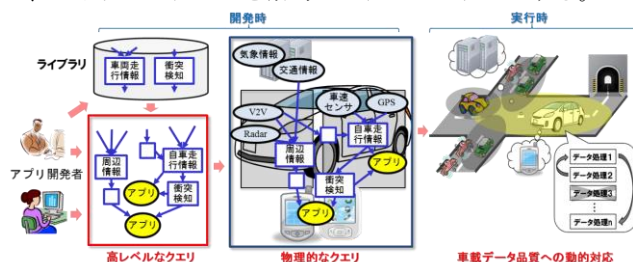 開発時
実行時
ライブラリ
車両走
行情報
衝突
検知
気象情報
交通情報
車速
センサ
GPS
V2V
Radar
周辺
情報
自車走
行情報
アプリ
衝突
検知
アプリ
アプリ開発者
周辺
情報
自車走
行情報
アプリ
衝突
検知
アプリ
データ処理1
データ処理2
データ処理3
…
データ処理n
高レベルなクエリ
物理的なクエリ
車載データ品質への動的対応